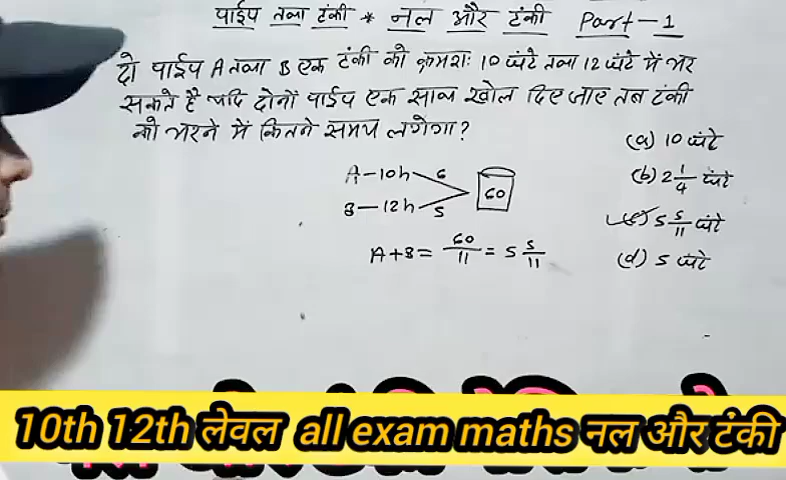 पाईप तथा टंकी * नल और टंकी Part-1
दो पाईप A तथा B एक टंकी को क्रमशः 10 घंटे तथा 12 घंटे में भर
सकते है यदि दोनों पाईप एक साथ खोल दिए जाए तब टंकी
को भरने में कितने समय लगेगा?
(a) 10 घंटे
(b) 2 1/4 घंटे
(c) 5 5/11 घंटे
(d) 5 घंटे
A-10h 6
60
B-12h 5
A+B = 60/11 = 5 5/11
10th 12th लेवल all exam maths नल और टंकी